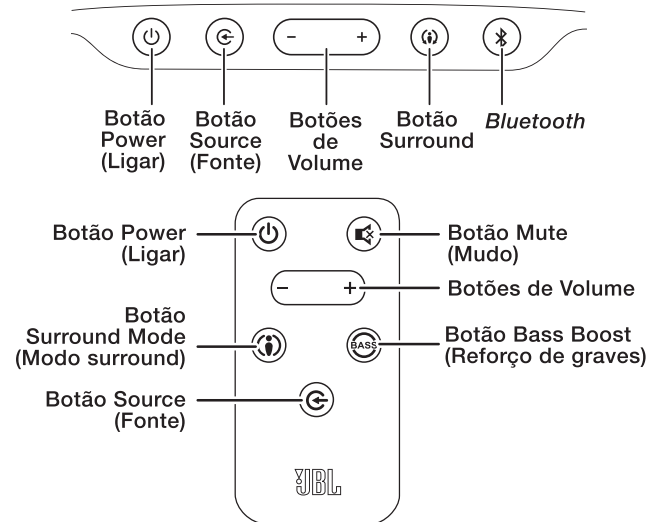 Botão
Power
(Ligar)
Botão
Source
(Fonte)
Botões
de
Volume
Botão
Surround
Bluetooth
Botão Power
(Ligar)
Botão Mute
(Mudo)
Botões de Volume
Botão
Surround Mode
(Modo surround)
BASS
Botão Bass Boost
(Reforço de graves)
Botão Source
(Fonte)
JBL